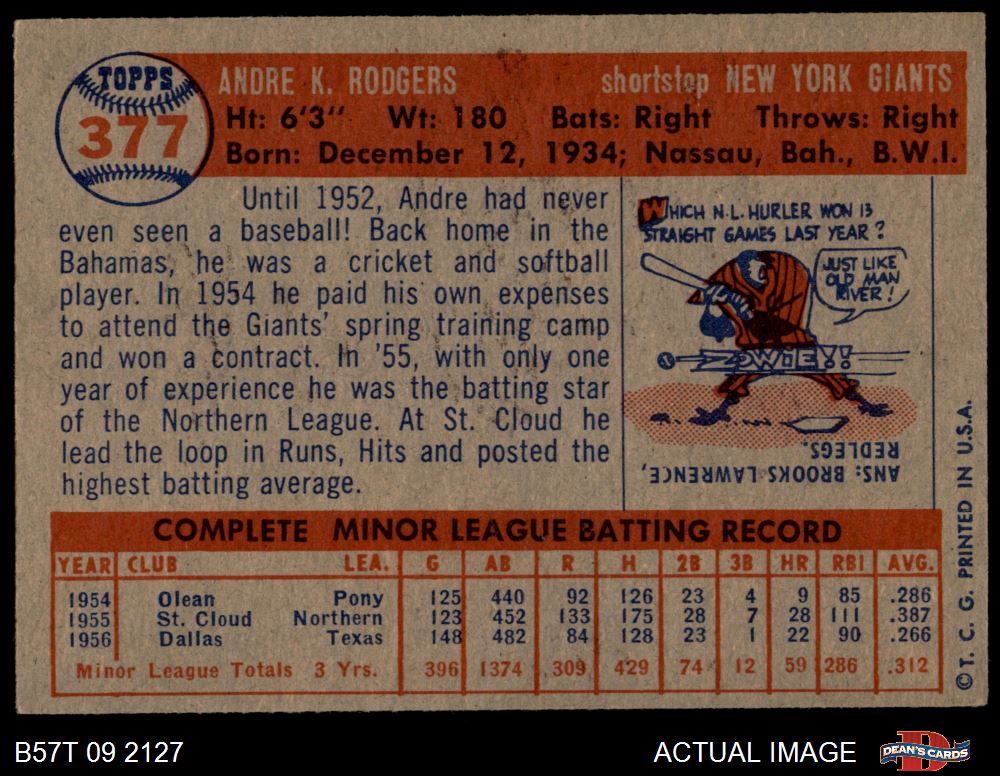 TOPPS
377
ANDRE K. RODGERS shortstop NEW YORK GIANTS
Ht: 6'3" Wt: 180 Bats: Right Throws: Right
Born: December 12, 1934; Nassau, Bah., B.W.I.
Until 1952, Andre had never
even seen a baseball! Back home in the
Bahamas, he was a cricket and softball
player. In 1954 he paid his own expenses
to attend the Giants' spring training camp
and won a contract. In '55, with only one
year of experience he was the batting star
of the Northern League. At St. Cloud he
lead the loop in Runs, Hits and posted the
highest batting average.
WHICH N.L. HURLER WON 13
STRAIGHT GAMES LAST YEAR?
JUST LIKE
OLD MAN
RIVER!
ZOWIE!!
ANS: BROOKS LAWRENCE,
REDLEGS.
COMPLETE MINOR LEAGUE BATTING RECORD
YEAR CLUB LEA. G AB R H 2B 3B HR RBI AVG.
1954 Olean Pony 125 440 92 126 23 4 9 85 .286
1955 St. Cloud Northern 123 452 133 175 28 7 28 111 .387
1956 Dallas Texas 148 482 84 128 23 1 22 90 .266
Minor League Totals 3 Yrs. 396 1374 309 429 74 12 59 286 .312
©T. C. G. PRINTED IN U.S.A.
B57T 09 2127 ACTUAL IMAGE DEAN'S CARDS